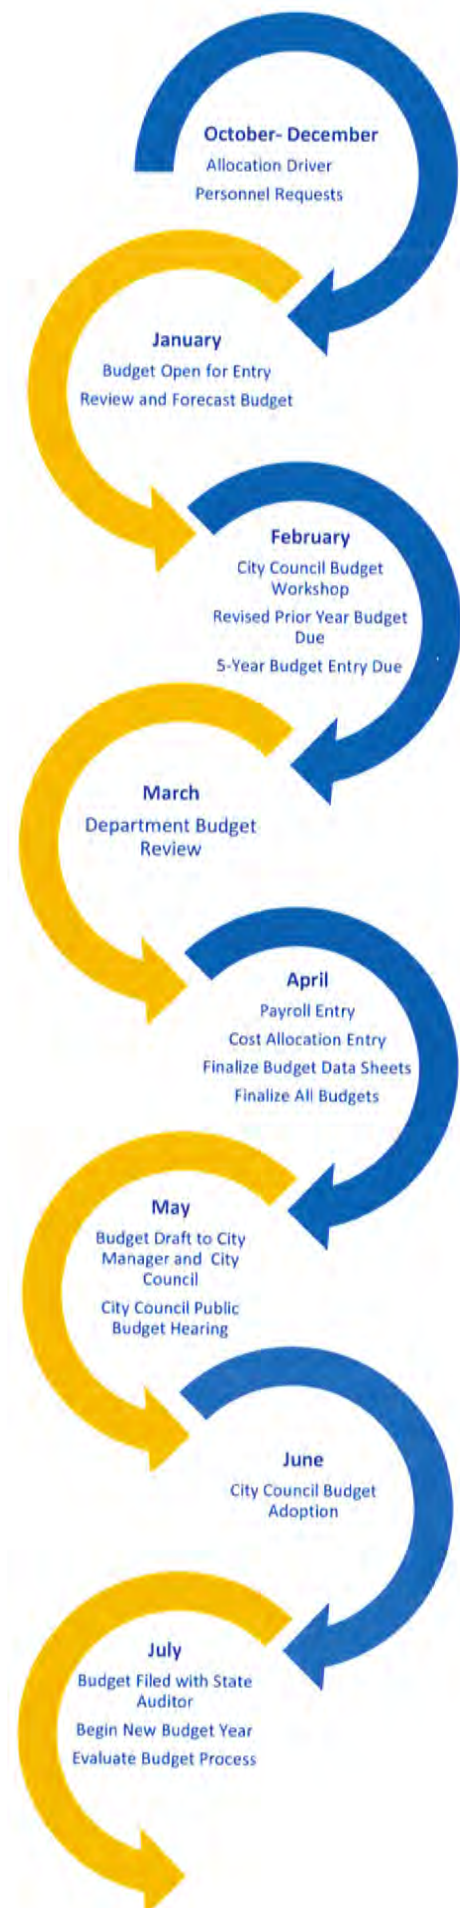 October- December
Allocation Driver
Personnel Requests
January
Budget Open for Entry
Review and Forecast Budget
February
City Council Budget
Workshop
Revised Prior Year Budget
Due
5-Year Budget Entry Due
March
Department Budget
Review
April
Payroll Entry
Cost Allocation Entry
Finalize Budget Data Sheets
Finalize All Budgets
May
Budget Draft to City
Manager and City
Council
City Council Public
Budget Hearing
June
City Council Budget
Adoption
July
Budget Filed with State
Auditor
Begin New Budget Year
Evaluate Budget Process